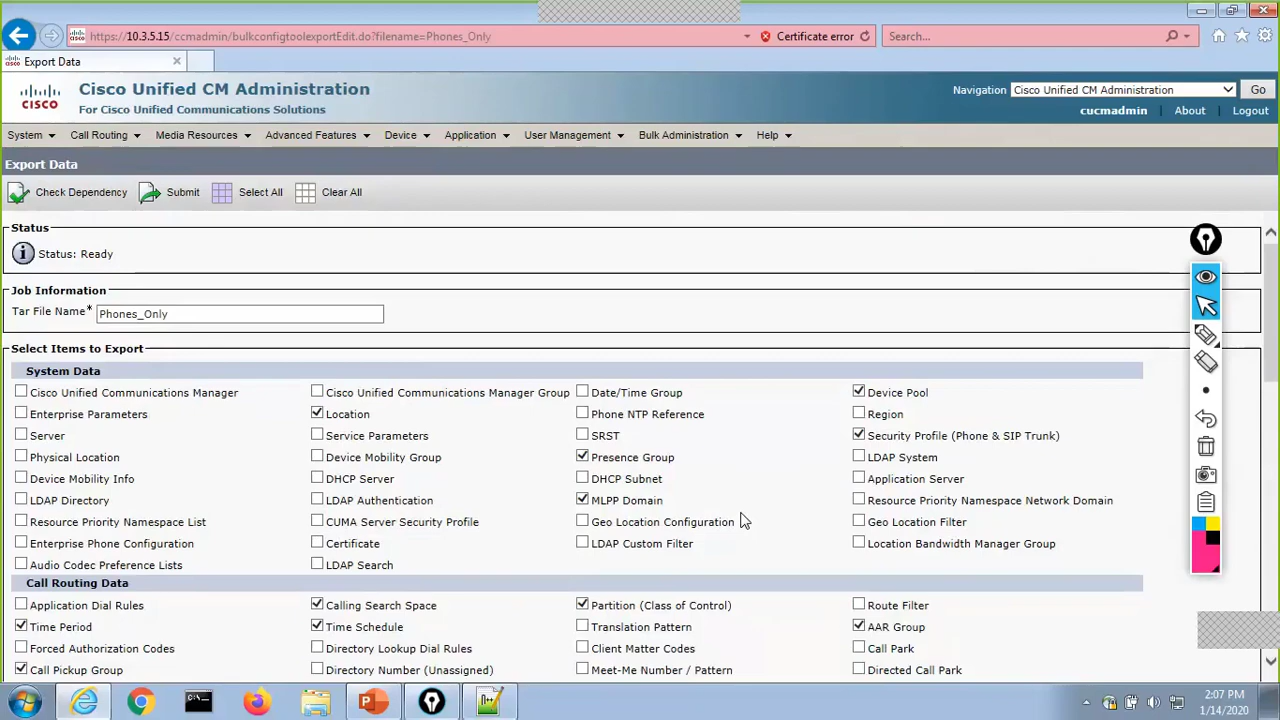 https://10.3.5.15/ccmadmin/bulkconfigtoolexportEdit.do?filename=Phones_Only Certificate error Search...
Export Data
CISCO Cisco Unified CM Administration Navigation Cisco Unified CM Administration Go
For Cisco Unified Communications Solutions cucmadmin About Logout
System Call Routing Media Resources Advanced Features Device Application User Management Bulk Administration Help
Export Data
Check Dependency Submit Select All Clear All
Status
Status: Ready
Job Information
Tar File Name* Phones_Only
Select Items to Export
System Data
Cisco Unified Communications Manager Cisco Unified Communications Manager Group Date/Time Group Device Pool
Enterprise Parameters Location Phone NTP Reference Region
Server Service Parameters SRST Security Profile (Phone & SIP Trunk)
Physical Location Device Mobility Group Presence Group LDAP System
Device Mobility Info DHCP Server DHCP Subnet Application Server
LDAP Directory LDAP Authentication MLPP Domain Resource Priority Namespace Network Domain
Resource Priority Namespace List CUMA Server Security Profile Geo Location Configuration Geo Location Filter
Enterprise Phone Configuration Certificate LDAP Custom Filter Location Bandwidth Manager Group
Audio Codec Preference Lists LDAP Search
Call Routing Data
Application Dial Rules Calling Search Space Partition (Class of Control) Route Filter
Time Period Time Schedule Translation Pattern AAR Group
Forced Authorization Codes Directory Lookup Dial Rules Client Matter Codes Call Park
Call Pickup Group Directory Number (Unassigned) Meet-Me Number / Pattern Directed Call Park
2:07 PM
1/14/2020